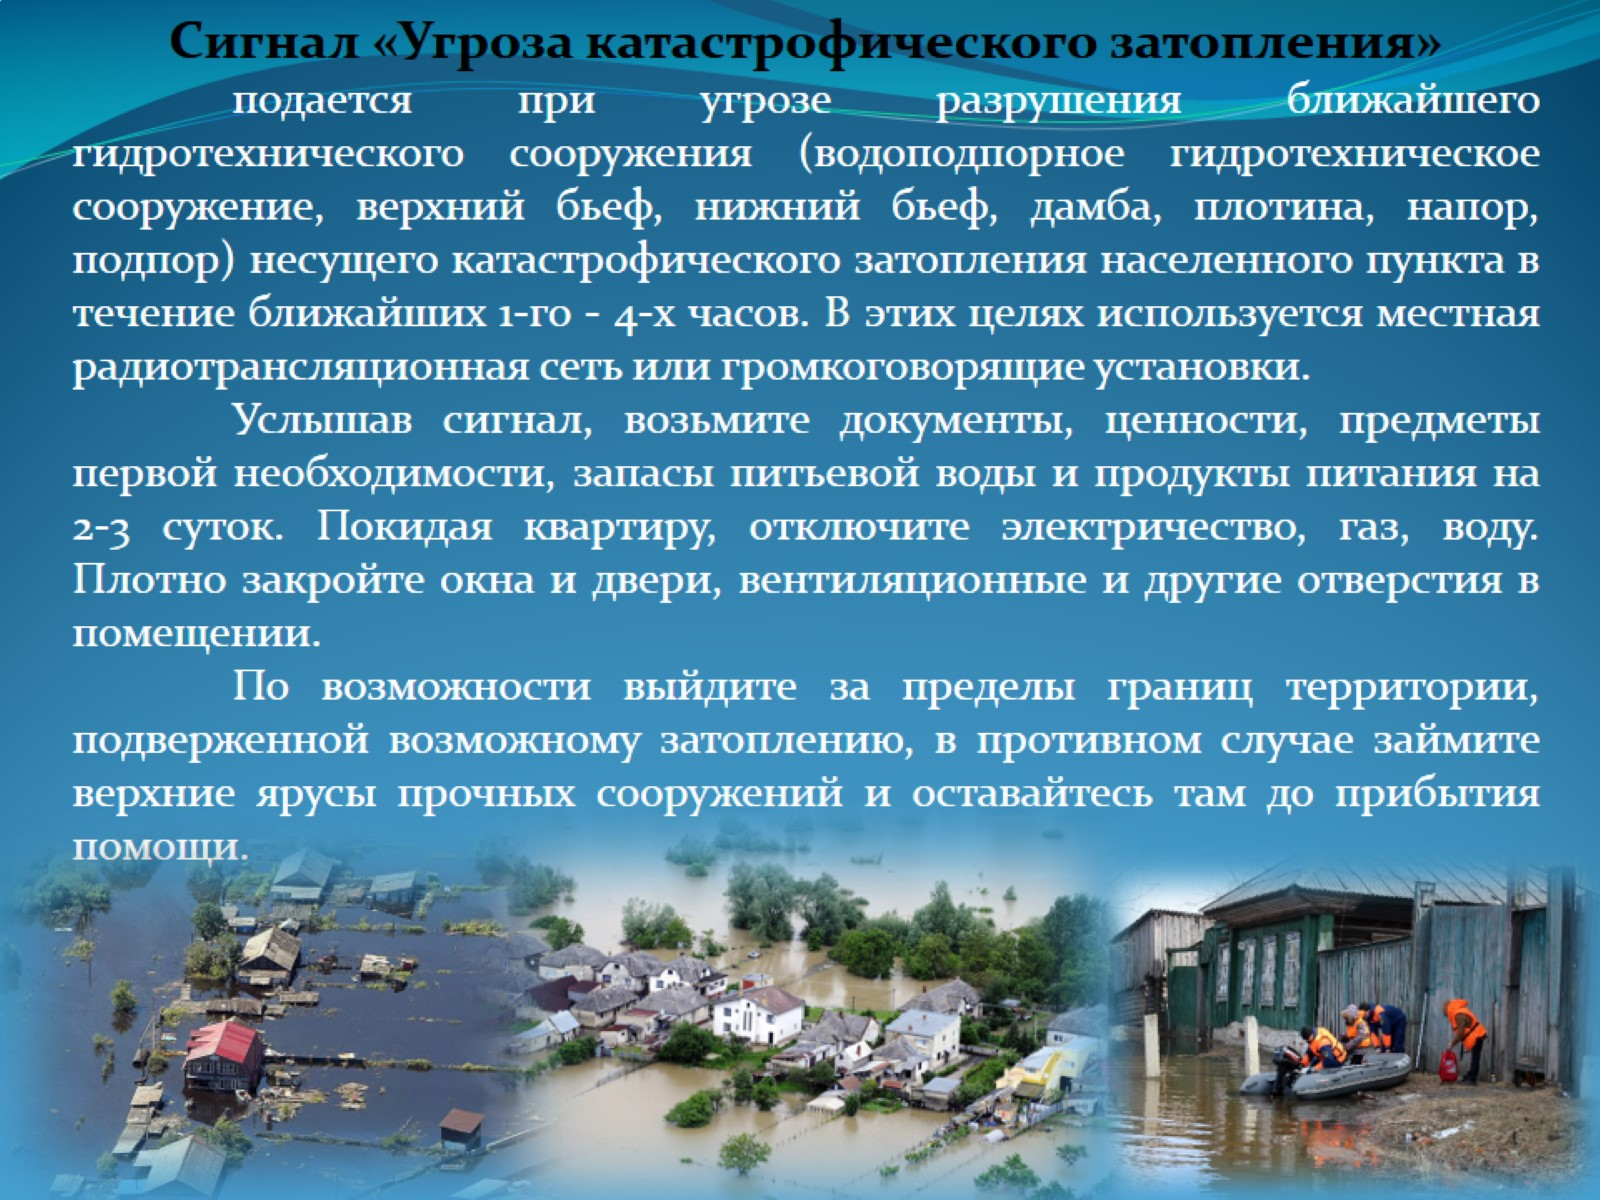 Сигнал «Угроза катастрофического затопления»
подается при угрозе разрушения ближайшего
гидротехнического сооружения (водоподпорное гидротехническое
сооружение, верхний бьеф, нижний бьеф, дамба, плотина, напор,
подпор) несущего катастрофического затопления населенного пункта в
течение ближайших 1-го - 4-х часов. В этих целях используется местная
радиотрансляционная сеть или громкоговорящие установки.
Услышав сигнал, возьмите документы, ценности, предметы
первой необходимости, запасы питьевой воды и продукты питания на
2-3 суток. Покидая квартиру, отключите электричество, газ, воду.
Плотно закройте окна и двери, вентиляционные и другие отверстия в
помещении.
По возможности выйдите за пределы границ территории,
подверженной возможному затоплению, в противном случае займите
верхние ярусы прочных сооружений и оставайтесь там до прибытия
помощи.